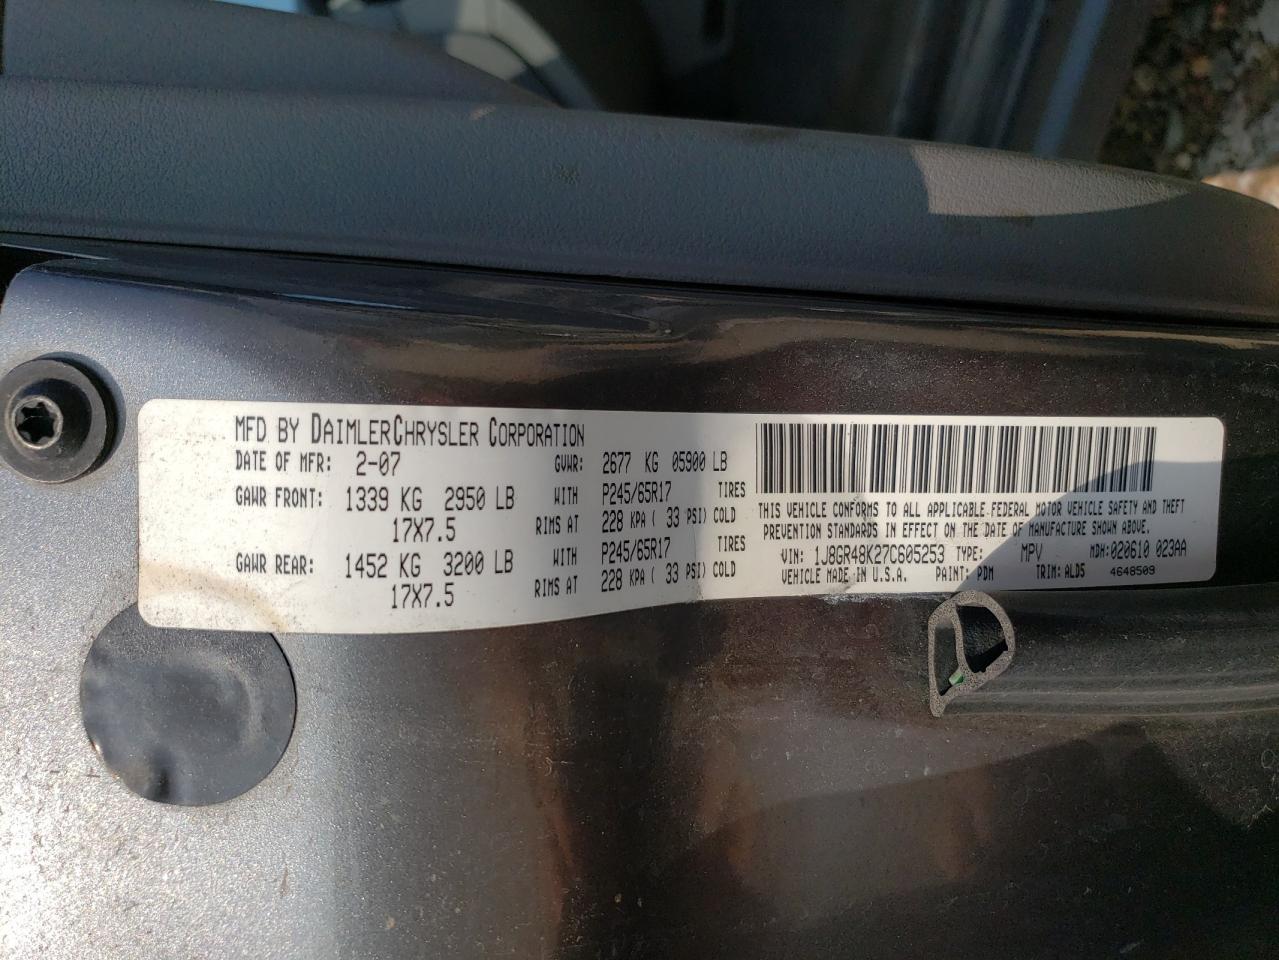 MFD BY DAIMLERCHRYSLER CORPORATION
DATE OF MFR: 2-07 GVWR: 2677 KG 05900 LB
GAWR FRONT: 1339 KG 2950 LB WITH P245/65R17 TIRES
17X7.5 RIMS AT 228 KPA ( 33 PSI) COLD
GAWR REAR: 1452 KG 3200 LB WITH P245/65R17 TIRES
17X7.5 RIMS AT 228 KPA ( 33 PSI) COLD
THIS VEHICLE CONFORMS TO ALL APPLICABLE FEDERAL MOTOR VEHICLE SAFETY AND THEFT
PREVENTION STANDARDS IN EFFECT ON THE DATE OF MANUFACTURE SHOWN ABOVE.
VIN: 1J8GR48K27C605253 TYPE: MPV MDH: 020610 023AA
VEHICLE MADE IN U.S.A. PAINT: PDM TRIM: ALD5 4648509